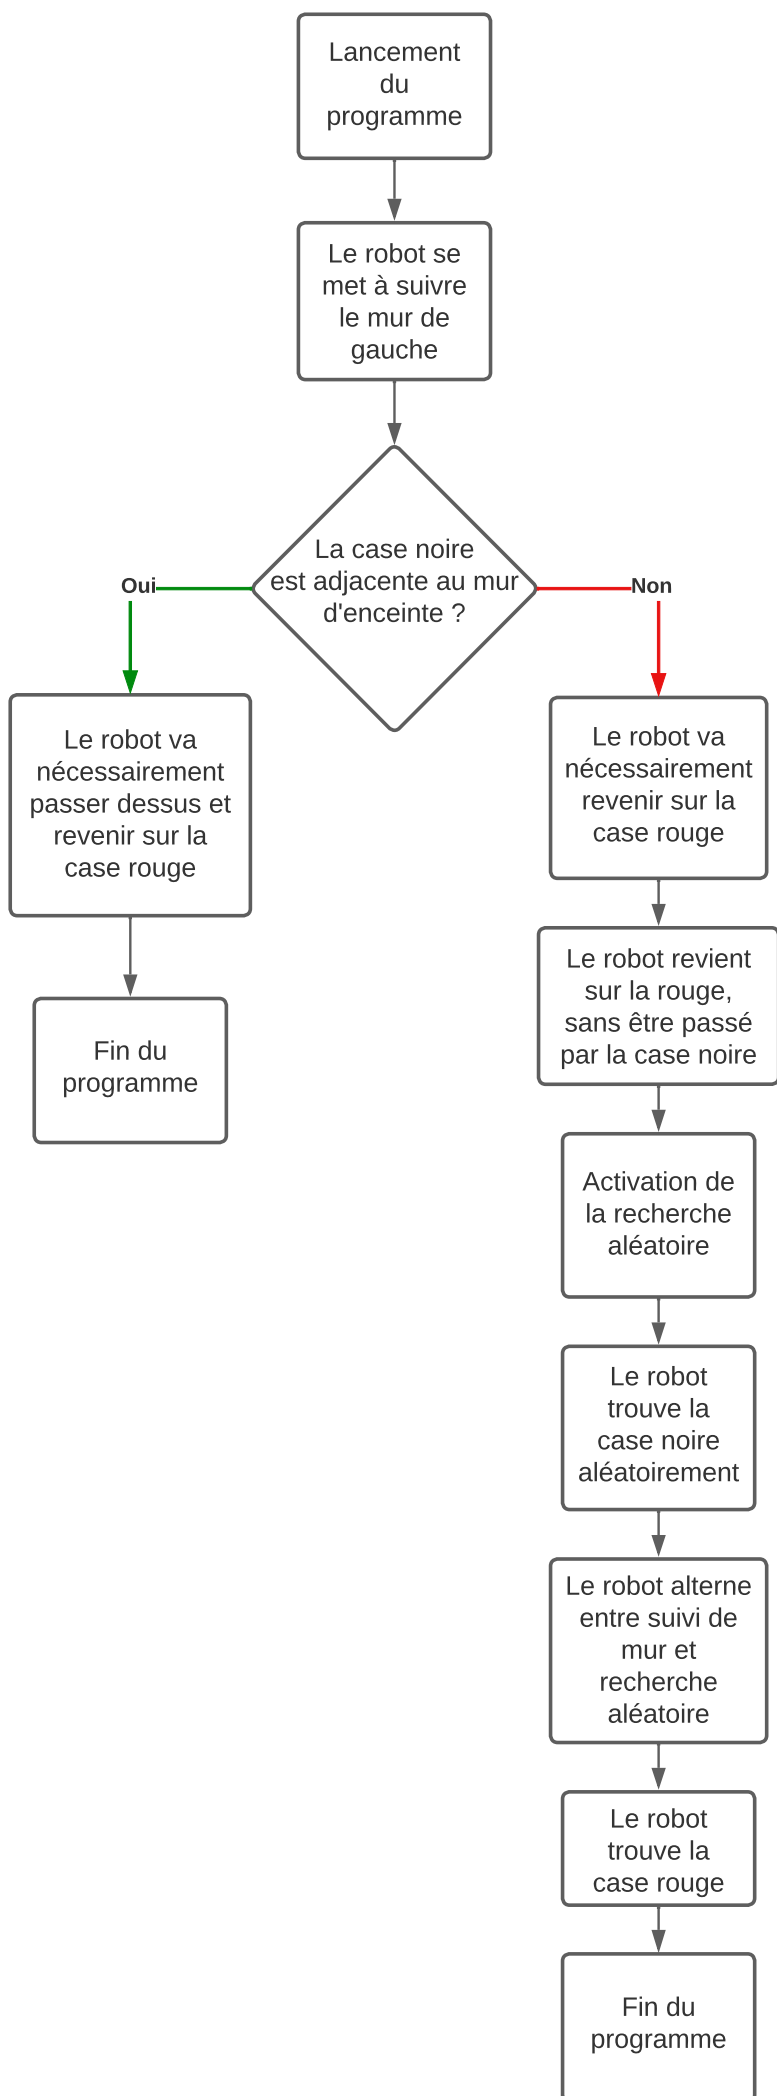 Lancement
du
programme
Le robot se
met à suivre
le mur de
gauche
La case noire
est adjacente au mur
d'enceinte ?
Oui
Non
Le robot va
nécessairement
passer dessus et
revenir sur la
case rouge
Fin du
programme
Le robot va
nécessairement
revenir sur la
case rouge
Le robot revient
sur la rouge,
sans être passé
par la case noire
Activation de
la recherche
aléatoire
Le robot
trouve la
case noire
aléatoirement
Le robot alterne
entre suivi de
mur et
recherche
aléatoire
Le robot
trouve la
case rouge
Fin du
programme